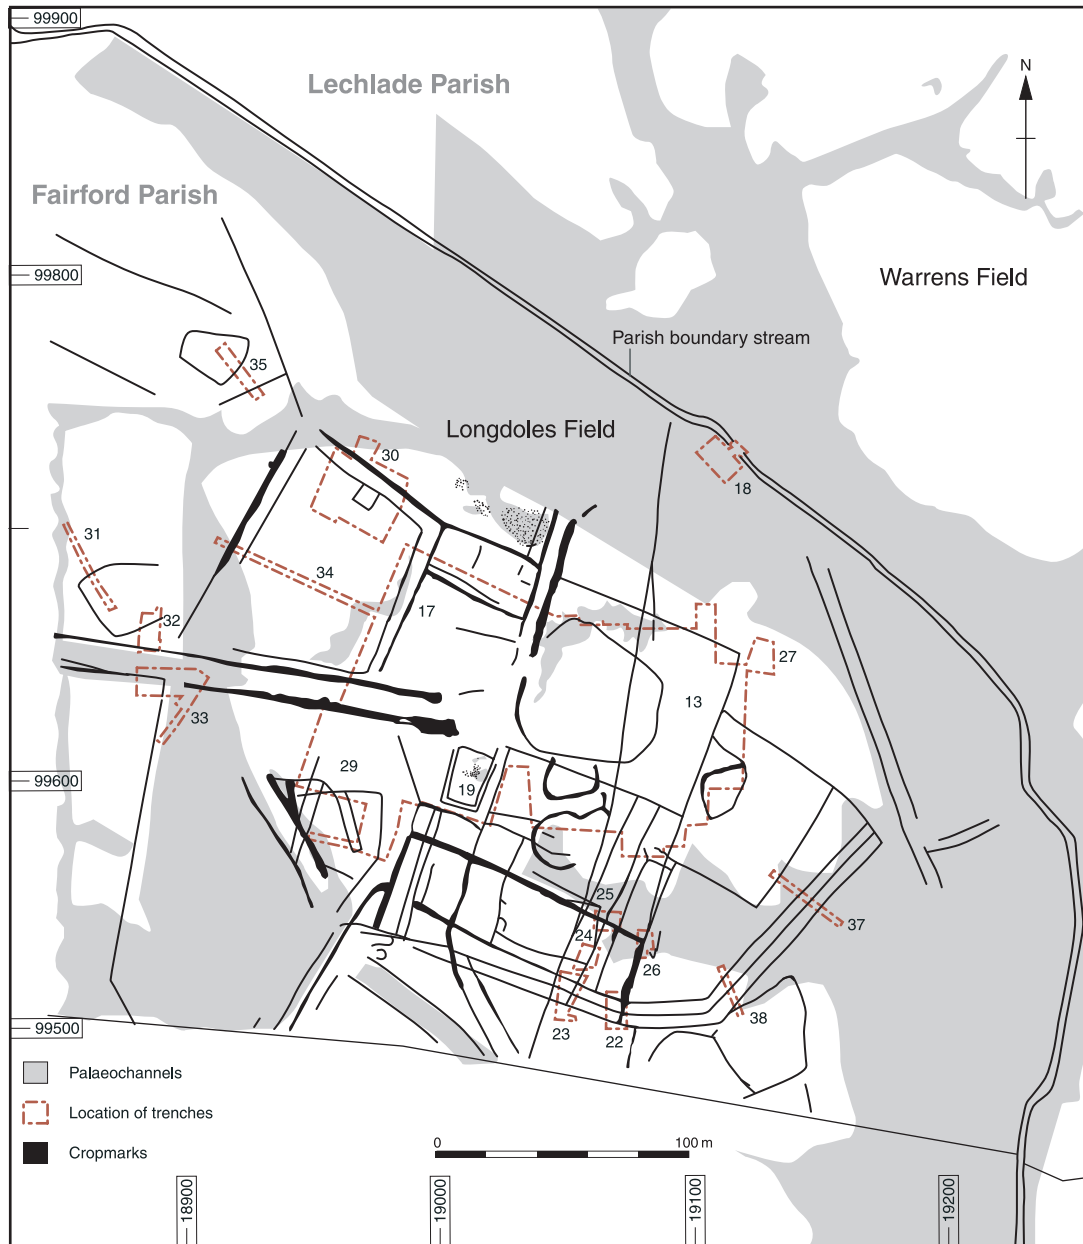 99900
Lechlade Parish
N
Fairford Parish
99800
Warrens Field
Parish boundary stream
35
Longdoles Field
30
18
31
34
17
32
27
13
33
29
99600
19
25
37
24
26
38
99500
23
22
Palaeochannels
Location of trenches
0
100 m
Cropmarks
18900
19000
19100
19200